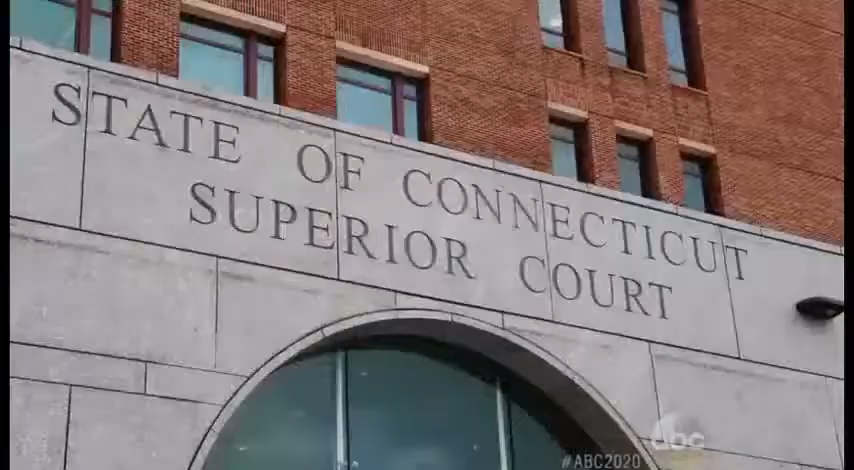 STATE OF CONNECTICUT
SUPERIOR COURT
abc
#ABC2020